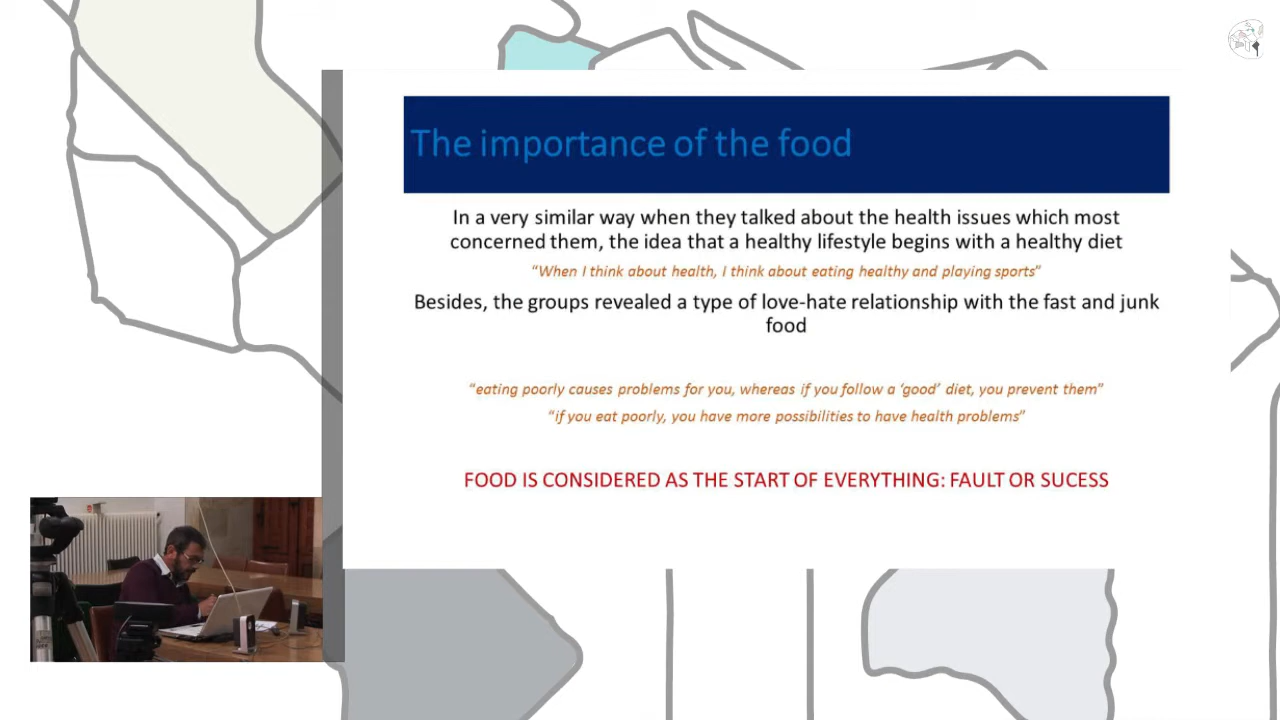 The importance of the food
In a very similar way when they talked about the health issues which most
concerned them, the idea that a healthy lifestyle begins with a healthy diet
“When I think about health, I think about eating healthy and playing sports”
Besides, the groups revealed a type of love-hate relationship with the fast and junk
food
“eating poorly causes problems for you, whereas if you follow a ‘good’ diet, you prevent them”
“if you eat poorly, you have more possibilities to have health problems”
FOOD IS CONSIDERED AS THE START OF EVERYTHING: FAULT OR SUCESS